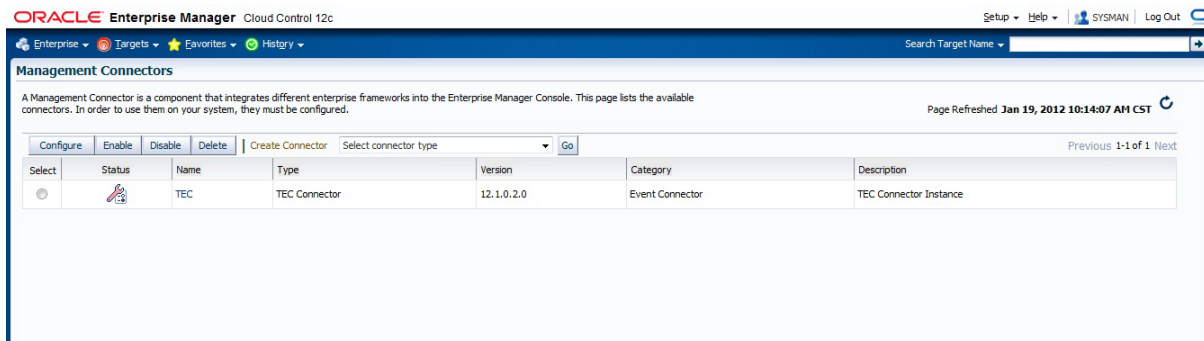 ORACLE Enterprise Manager Cloud Control 12c
Setup Help SYSMAN Log Out
Enterprise Targets Favorites History Search Target Name
Management Connectors
A Management Connector is a component that integrates different enterprise frameworks into the Enterprise Manager Console. This page lists the available
connectors. In order to use them on your system, they must be configured.
Page Refreshed Jan 19, 2012 10:14:07 AM CST
Configure Enable Disable Delete Create Connector Select connector type Go Previous 1-1 of 1 Next
Select Status Name Type Version Category Description
TEC TEC Connector 12.1.0.2.0 Event Connector TEC Connector Instance